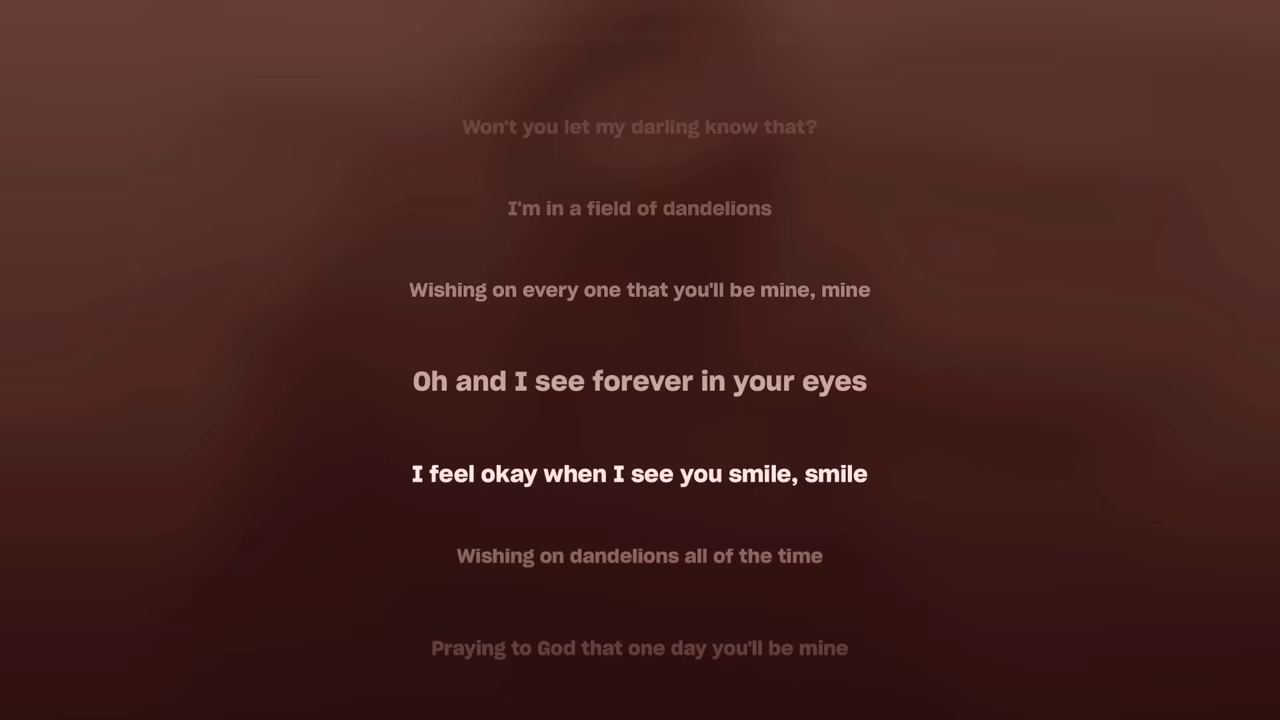 Won't you let my darling know that?
I'm in a field of dandelions
Wishing on every one that you'll be mine, mine
Oh and I see forever in your eyes
I feel okay when I see you smile, smile
Wishing on dandelions all of the time
Praying to God that one day you'll be mine